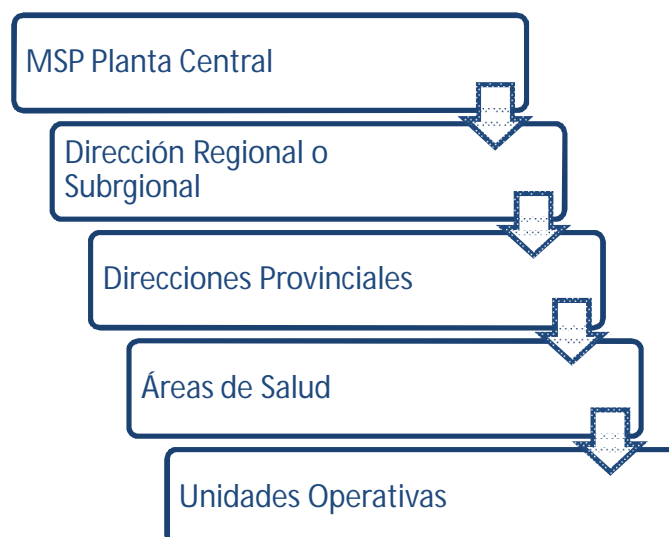 MSP Planta Central
Dirección Regional o
Subrgional
Direcciones Provinciales
Áreas de Salud
Unidades Operativas